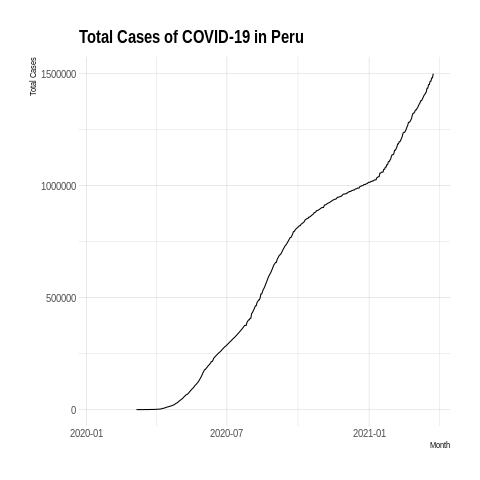 Total Cases of COVID-19 in Peru
Total Cases
1500000
1000000
500000
0
2020-01
2020-07
2021-01
Month